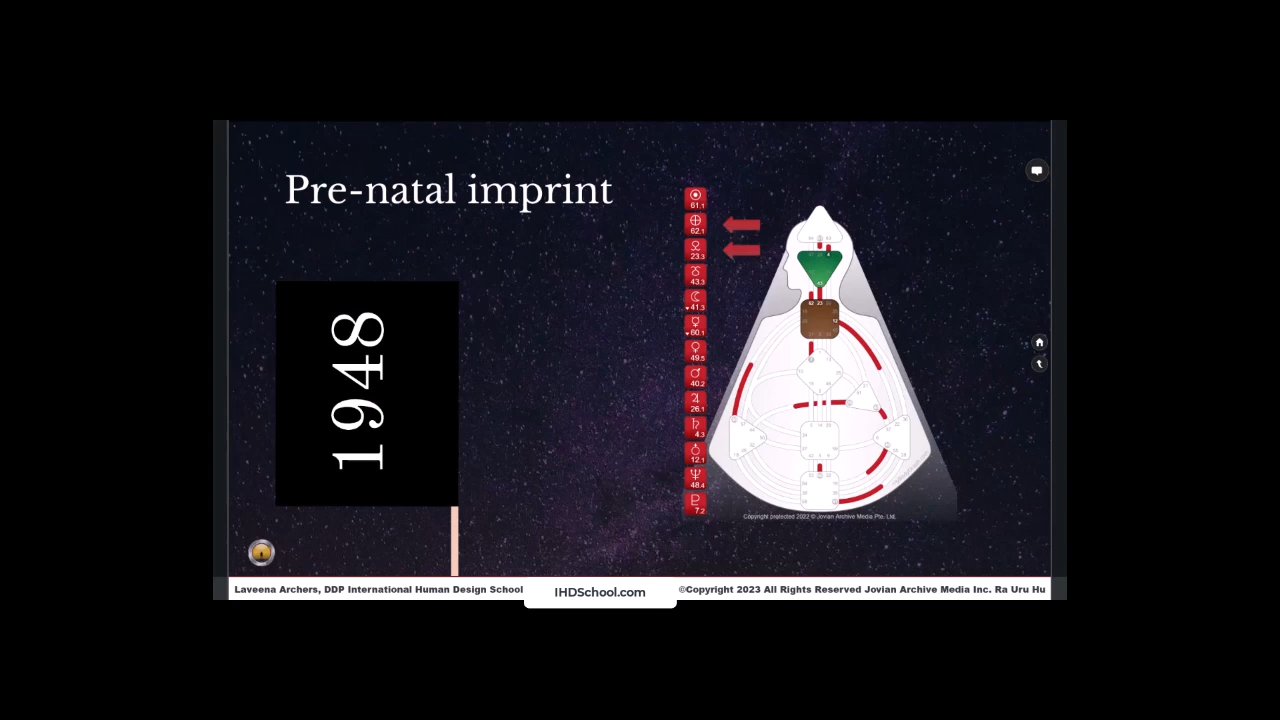 Pre-natal imprint
1948
61.1
62.1
23.3
43.3
41.3
60.1
49.5
40.2
26.1
4.3
12.1
48.4
7.2
Copyright protected 2022 © Jovian Archive Media Pte. Ltd.
Laveena Archers, DDP International Human Design School
IHDSchool.com
©Copyright 2023 All Rights Reserved Jovian Archive Media Inc. Ra Uru Hu